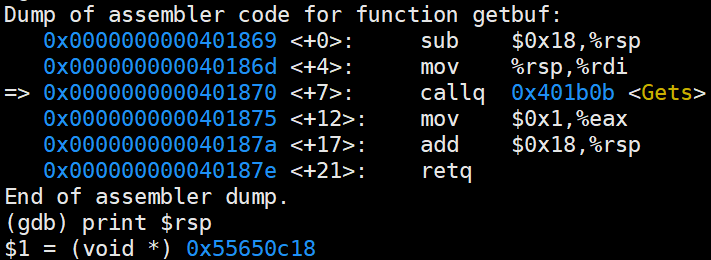 Dump of assembler code for function getbuf:
   0x0000000000401869 <+0>:     sub    $0x18,%rsp
   0x000000000040186d <+4>:     mov    %rsp,%rdi
=> 0x0000000000401870 <+7>:     callq  0x401b0b <Gets>
   0x0000000000401875 <+12>:    mov    $0x1,%eax
   0x000000000040187a <+17>:    add    $0x18,%rsp
   0x000000000040187e <+21>:    retq
End of assembler dump.
(gdb) print $rsp
$1 = (void *) 0x55650c18